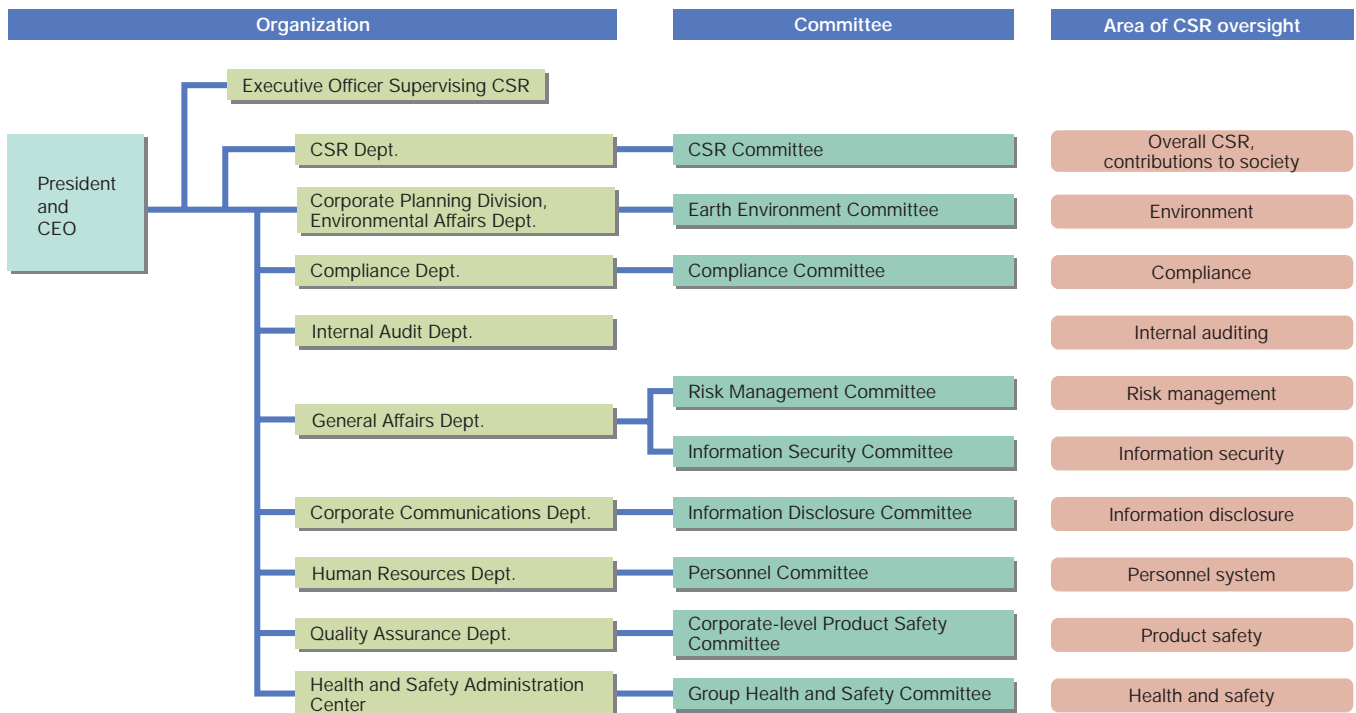 Organization
Committee
Area of CSR oversight
Executive Officer Supervising CSR
President
and
CEO
CSR Dept.
CSR Committee
Overall CSR,
contributions to society
Corporate Planning Division,
Environmental Affairs Dept.
Earth Environment Committee
Environment
Compliance Dept.
Compliance Committee
Compliance
Internal Audit Dept.
Internal auditing
General Affairs Dept.
Risk Management Committee
Risk management
Information Security Committee
Information security
Corporate Communications Dept.
Information Disclosure Committee
Information disclosure
Human Resources Dept.
Personnel Committee
Personnel system
Quality Assurance Dept.
Corporate-level Product Safety
Committee
Product safety
Health and Safety Administration
Center
Group Health and Safety Committee
Health and safety